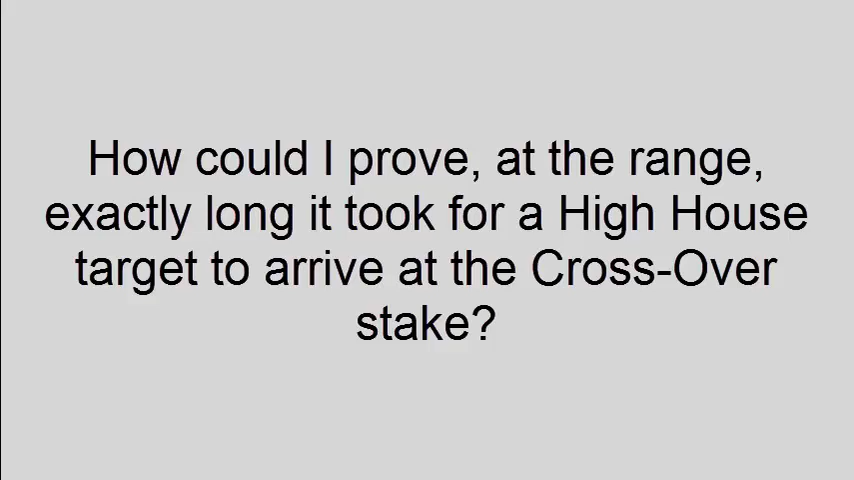 How could I prove, at the range,
exactly long it took for a High House
target to arrive at the Cross-Over
stake?